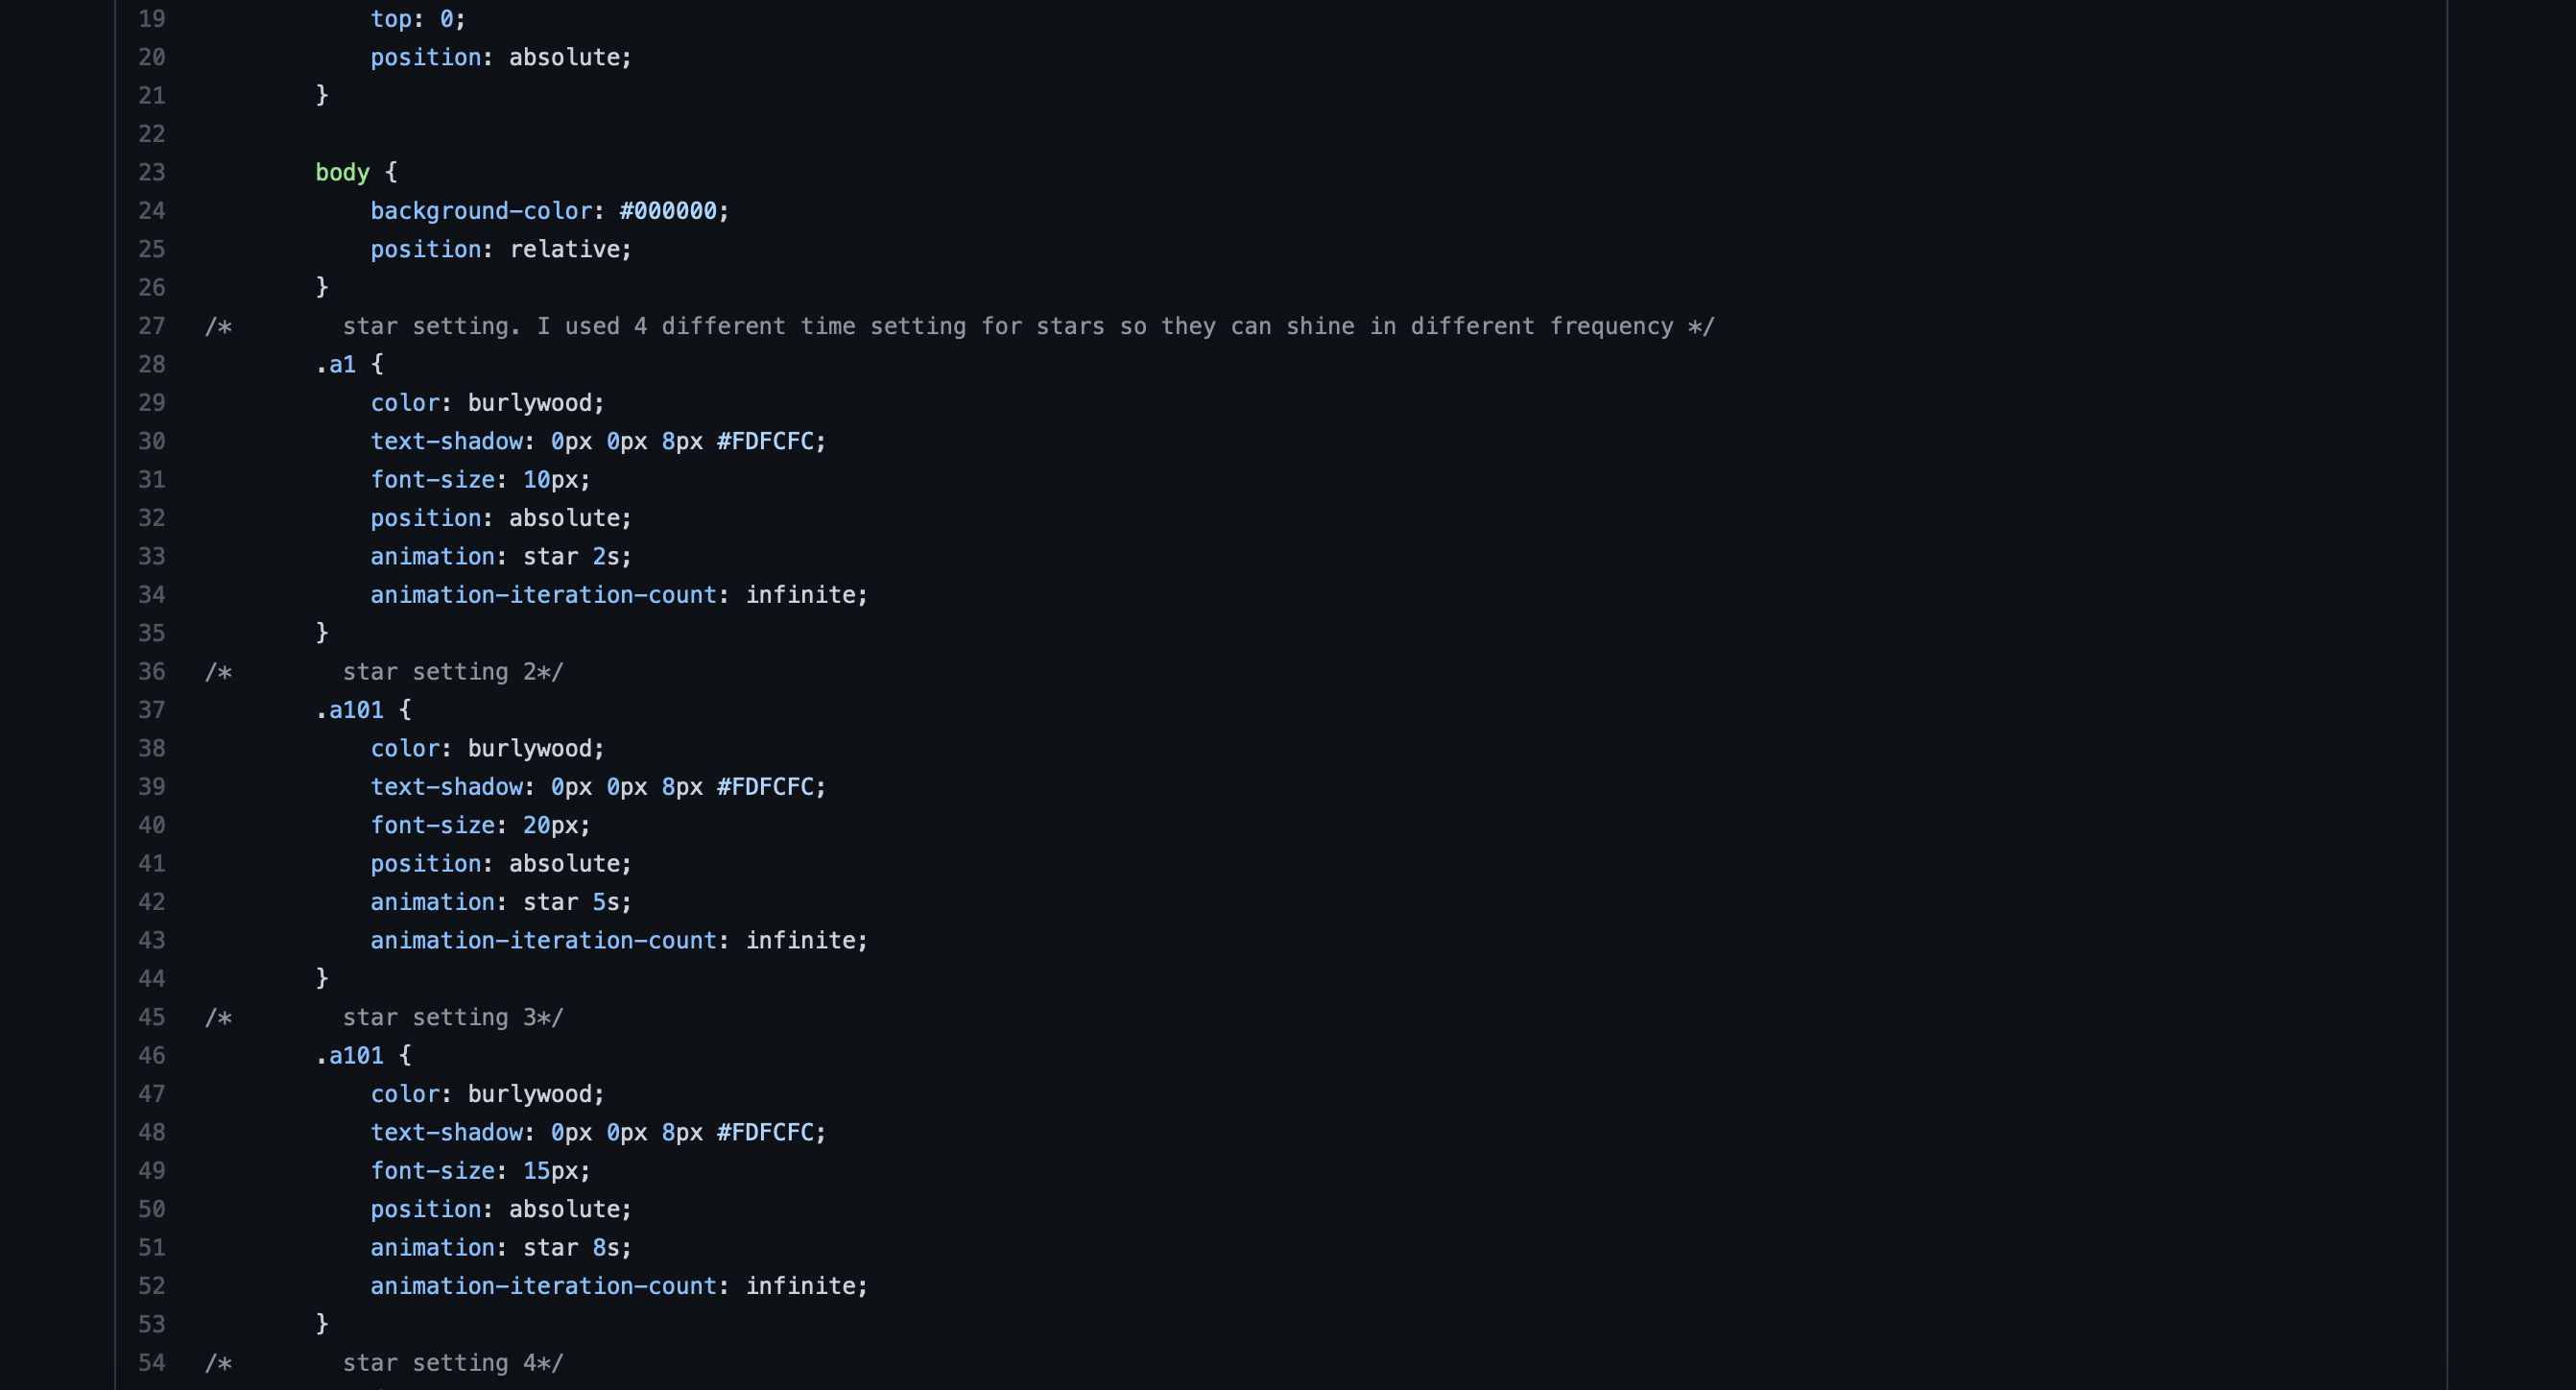 19 top: 0;
20 position: absolute;
21 }
22
23 body {
24 background-color: #000000;
25 position: relative;
26 }
27 /* star setting. I used 4 different time setting for stars so they can shine in different frequency */
28 .a1 {
29 color: burlywood;
30 text-shadow: 0px 0px 8px #FDFCFC;
31 font-size: 10px;
32 position: absolute;
33 animation: star 2s;
34 animation-iteration-count: infinite;
35 }
36 /* star setting 2*/
37 .a101 {
38 color: burlywood;
39 text-shadow: 0px 0px 8px #FDFCFC;
40 font-size: 20px;
41 position: absolute;
42 animation: star 5s;
43 animation-iteration-count: infinite;
44 }
45 /* star setting 3*/
46 .a101 {
47 color: burlywood;
48 text-shadow: 0px 0px 8px #FDFCFC;
49 font-size: 15px;
50 position: absolute;
51 animation: star 8s;
52 animation-iteration-count: infinite;
53 }
54 /* star setting 4*/